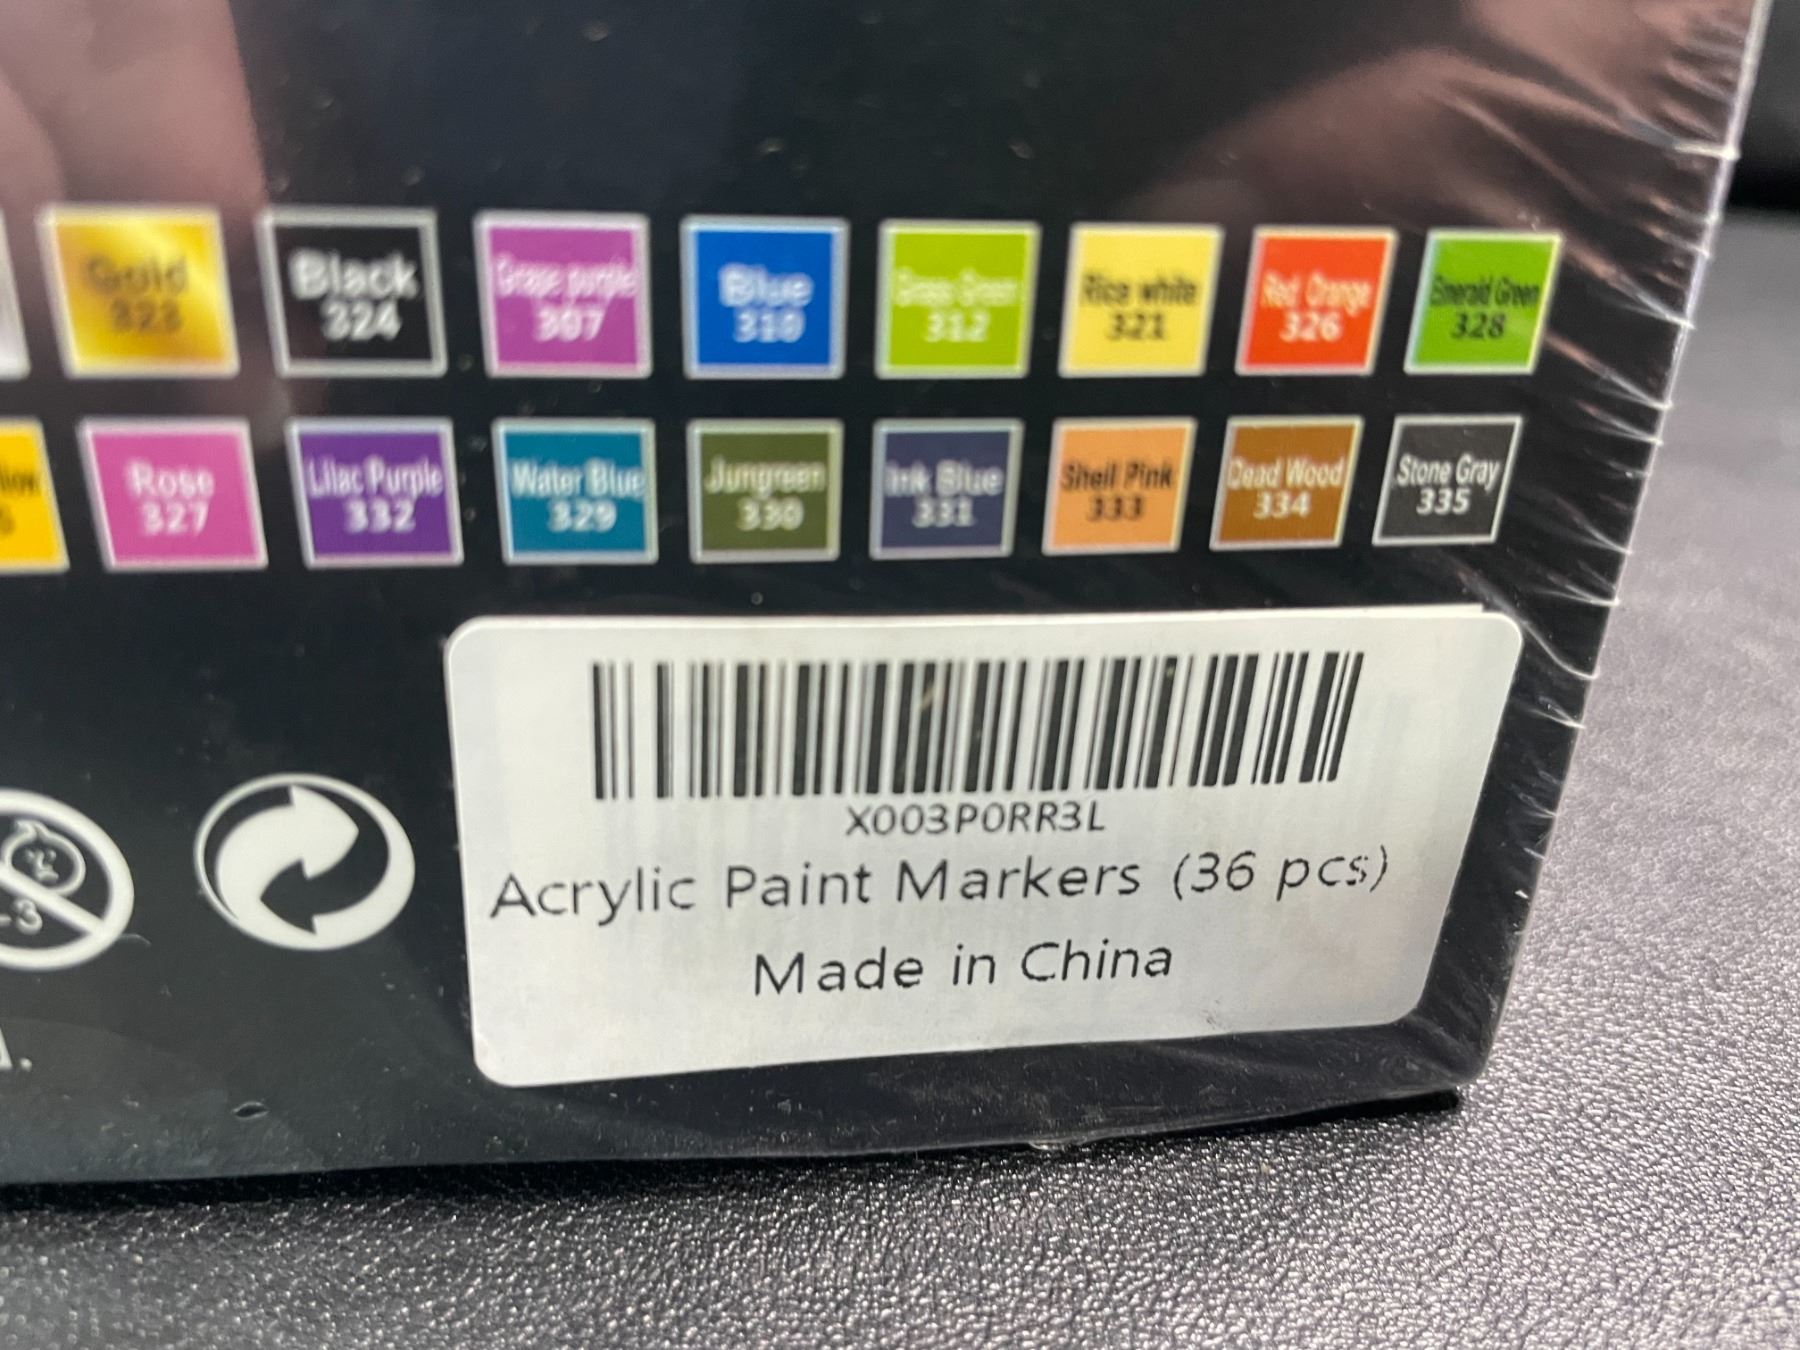 Gold Black Grape purple Blue Grass Green Rice white Red Orange Emerald Green
323 324 307 310 312 321 326 328
Rose Lilac Purple Water Blue Jungreen Ink Blue Shell Pink Dead Wood Stone Gray
327 332 329 330 331 333 334 335
X003P0RR3L
Acrylic Paint Markers (36 pcs)
-3
Made in China